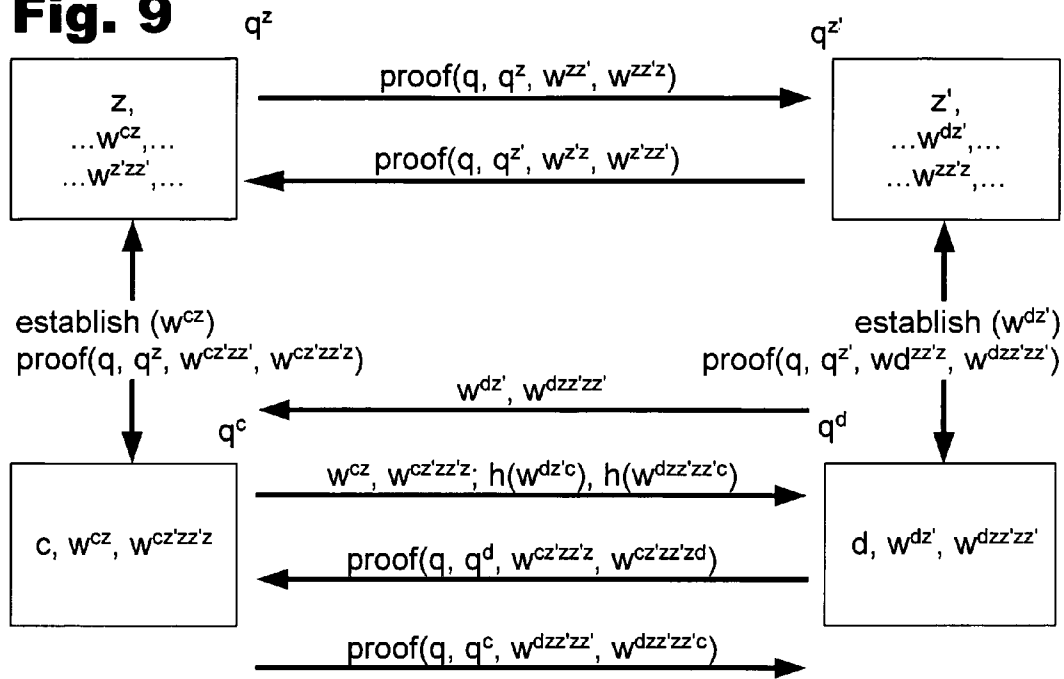 Fig. 9
q^z
q^z'
z,
...w^cz,...
...w^z'zz',...
proof(q, q^z, w^zz', w^zz'z)
proof(q, q^z', w^z'z, w^z'zz')
z',
...w^dz',...
...w^zz'z,...
establish (w^cz)
proof(q, q^z, w^cz'zz', w^cz'zz'z)
establish (w^dz')
proof(q, q^z', wd^zz'z, w^dzz'zz')
w^dz', w^dzz'zz'
q^c
q^d
w^cz, w^cz'zz'z; h(w^dz'c), h(w^dzz'zz'c)
c, w^cz, w^cz'zz'z
d, w^dz', w^dzz'zz'
proof(q, q^d, w^cz'zz'z, w^cz'zz'zd)
proof(q, q^c, w^dzz'zz', w^dzz'zz'c)